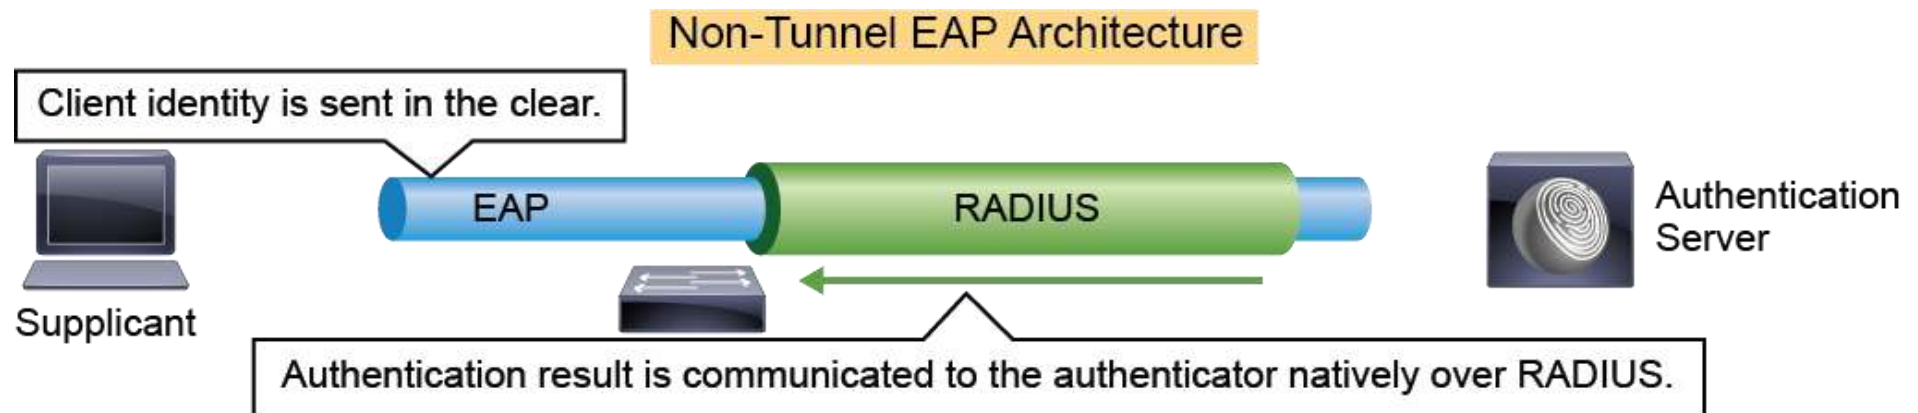 Non-Tunnel EAP Architecture
Client identity is sent in the clear.
EAP
RADIUS
Authentication
Server
Supplicant
Authentication result is communicated to the authenticator natively over RADIUS.